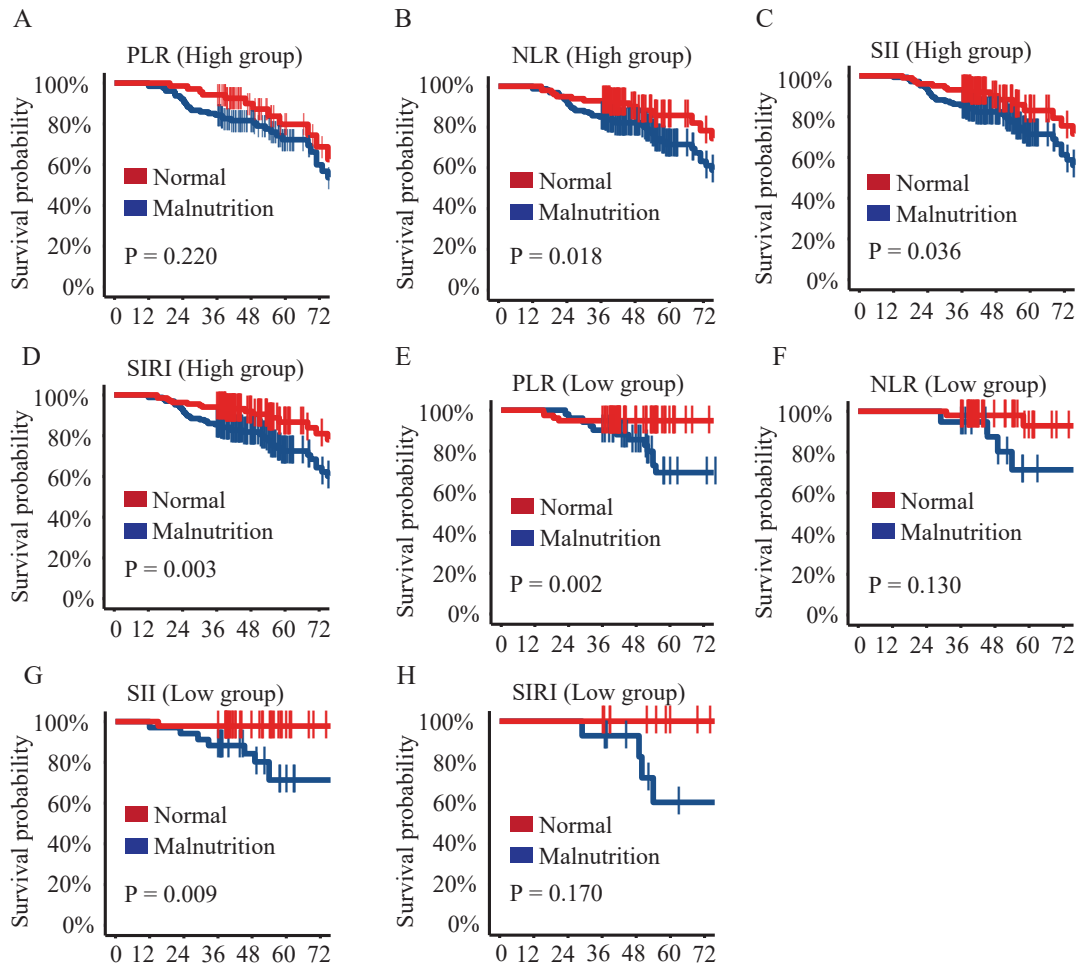 A
PLR (High group)
Survival probability
100%
80%
60%
40%
20%
0%
Normal
Malnutrition
P = 0.220
0 12 24 36 48 60 72
B
NLR (High group)
Survival probability
100%
80%
60%
40%
20%
0%
Normal
Malnutrition
P = 0.018
0 12 24 36 48 60 72
C
SII (High group)
Survival probability
100%
80%
60%
40%
20%
0%
Normal
Malnutrition
P = 0.036
0 12 24 36 48 60 72
D
SIRI (High group)
Survival probability
100%
80%
60%
40%
20%
0%
Normal
Malnutrition
P = 0.003
0 12 24 36 48 60 72
E
PLR (Low group)
Survival probability
100%
80%
60%
40%
20%
0%
Normal
Malnutrition
P = 0.002
0 12 24 36 48 60 72
F
NLR (Low group)
Survival probability
100%
80%
60%
40%
20%
0%
Normal
Malnutrition
P = 0.130
0 12 24 36 48 60 72
G
SII (Low group)
Survival probability
100%
80%
60%
40%
20%
0%
Normal
Malnutrition
P = 0.009
0 12 24 36 48 60 72
H
SIRI (Low group)
Survival probability
100%
80%
60%
40%
20%
0%
Normal
Malnutrition
P = 0.170
0 12 24 36 48 60 72